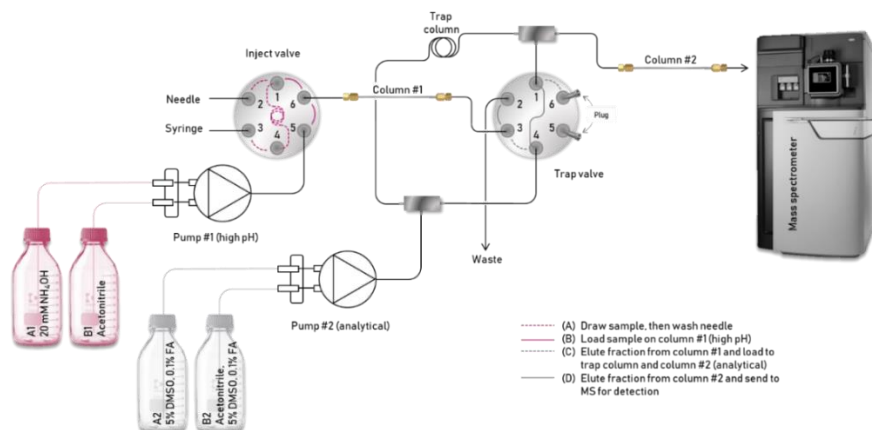 Trap
column
Inject valve
Column #2
Needle
Syringe
1
2
6
3
5
4
Column #1
1
2
6
3
5
4
Plug
Trap valve
Mass spectrometer
Pump #1 (high pH)
Waste
Pump #2 (analytical)
A1
20 mM NH₄OH
B1
Acetonitrile
A2
5% DMSO, 0.1% FA
B2
Acetonitrile,
5% DMSO, 0.1% FA
(A) Draw sample, then wash needle
(B) Load sample on column #1 (high pH)
(C) Elute fraction from column #1 and load to
trap column and column #2 (analytical)
(D) Elute fraction from column #2 and send to
MS for detection